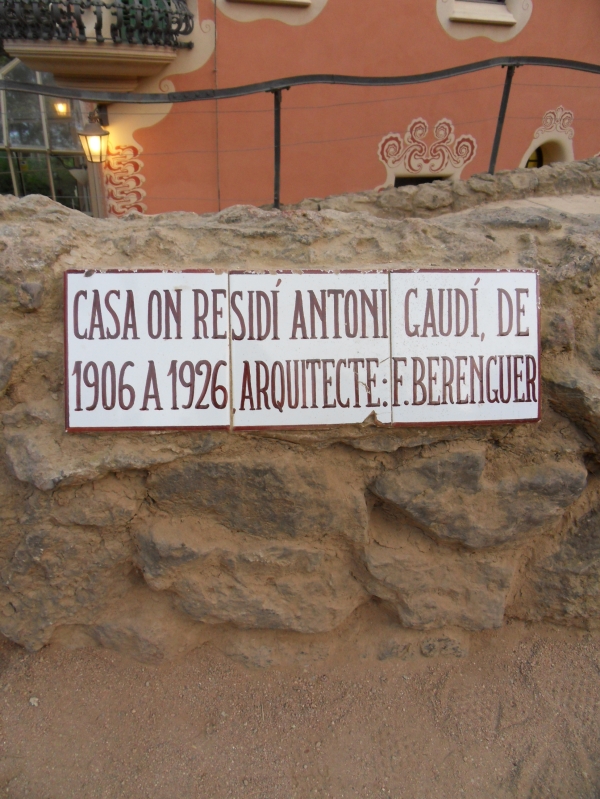 CASA ON RESIDÍ ANTONI GAUDÍ, DE
1906 A 1926 ARQUITECTE: F. BERENGUER